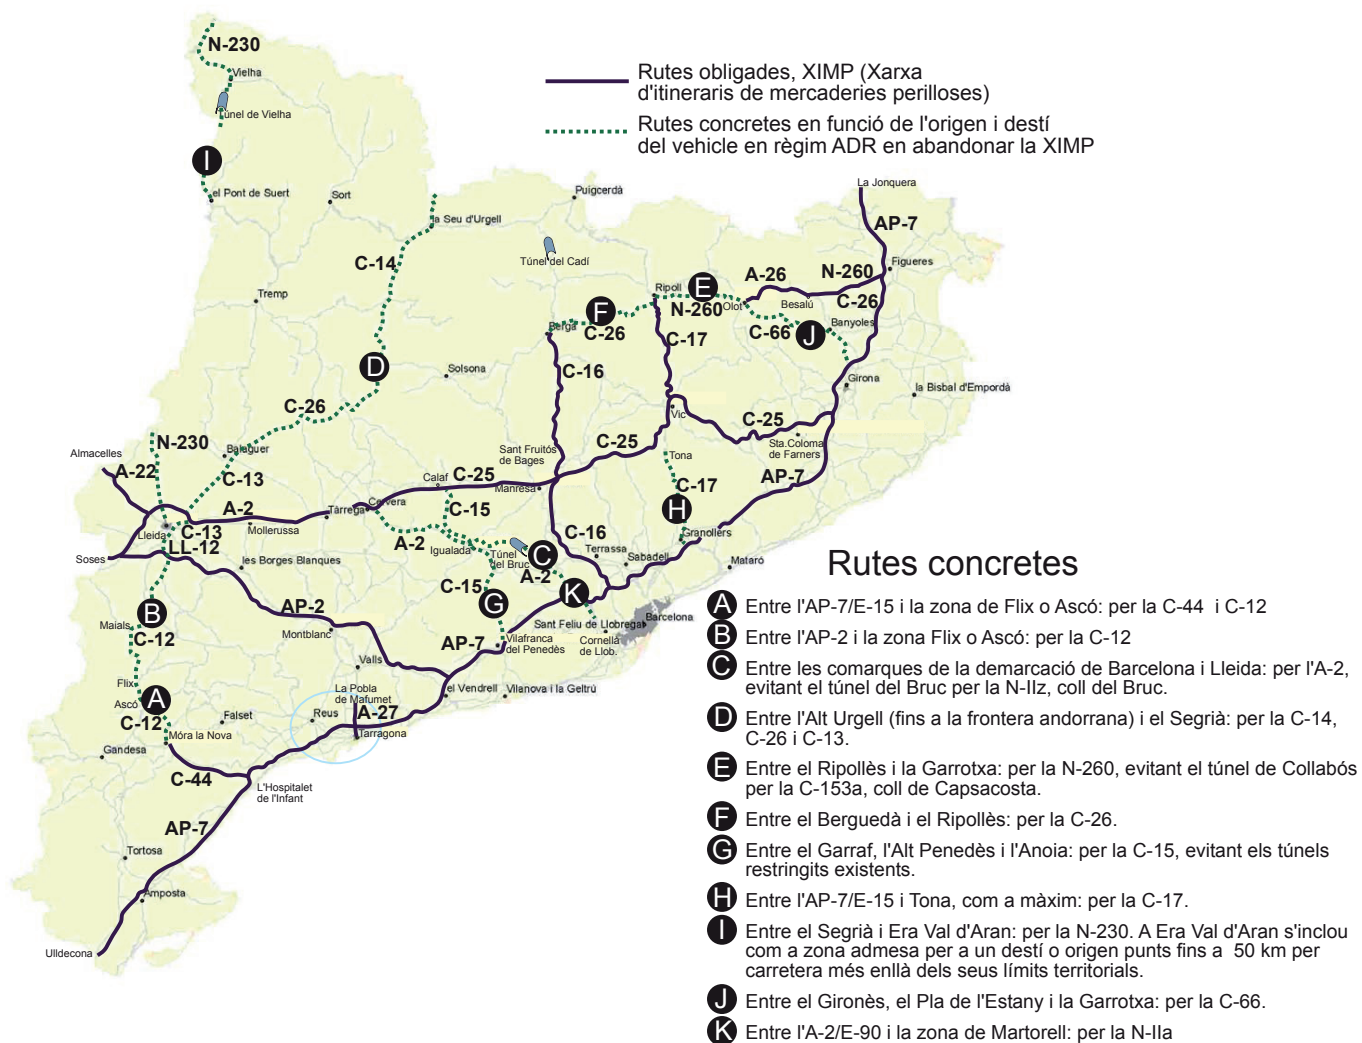 N-230
Vielha
Túnel de Vielha
I
el Pont de Suert
Sort
Rutes obligades, XIMP (Xarxa
d'itineraris de mercaderies perilloses)
Rutes concretes en funció de l'origen i destí
del vehicle en règim ADR en abandonar la XIMP
Puigcerdà
La Jonquera
la Seu d'Urgell
AP-7
C-14
Túnel del Cadí
Figueres
Tremp
Ripoll
E
A-26
N-260
Olot
Besalú
N-260
C-26
F
Berga
C-26
C-17
C-66
J
Banyoles
D
Solsona
C-16
Girona
la Bisbal d'Empordà
C-26
Vic
C-25
N-230
Balaguer
Almacelles
A-22
C-13
Sant Fruitós
de Bages
C-25
Tona
Sta.Coloma
de Farners
Calaf
C-25
Manresa
C-17
AP-7
A-2
Tàrrega
Cervera
C-15
H
Lleida
C-13
Mollerussa
A-2
Igualada
C-16
Granollers
Soses
LL-12
les Borges Blanques
Túnel
del Bruc
C
Terrassa
Sabadell
Mataró
A-2
C-15
K
B
AP-2
G
Barcelona
Maials
C-12
Montblanc
AP-7
Vilafranca
del Penedès
Sant Feliu de Llobregat
Cornellà
de Llob.
Valls
Flix
A
Ascó
La Pobla
de Mafumet
el Vendrell
Vilanova i la Geltrú
C-12
Falset
Reus
A-27
Móra la Nova
Tarragona
Gandesa
C-44
L'Hospitalet
de l'Infant
AP-7
Tortosa
Amposta
Ulldecona
Rutes concretes
A Entre l'AP-7/E-15 i la zona de Flix o Ascó: per la C-44 i C-12
B Entre l'AP-2 i la zona Flix o Ascó: per la C-12
C Entre les comarques de la demarcació de Barcelona i Lleida: per l'A-2,
evitant el túnel del Bruc per la N-IIz, coll del Bruc.
D Entre l'Alt Urgell (fins a la frontera andorrana) i el Segrià: per la C-14,
C-26 i C-13.
E Entre el Ripollès i la Garrotxa: per la N-260, evitant el túnel de Collabós
per la C-153a, coll de Capsacosta.
F Entre el Berguedà i el Ripollès: per la C-26.
G Entre el Garraf, l'Alt Penedès i l'Anoia: per la C-15, evitant els túnels
restringits existents.
H Entre l'AP-7/E-15 i Tona, com a màxim: per la C-17.
I Entre el Segrià i Era Val d'Aran: per la N-230. A Era Val d'Aran s'inclou
com a zona admesa per a un destí o origen punts fins a 50 km per
carretera més enllà dels seus límits territorials.
J Entre el Gironès, el Pla de l'Estany i la Garrotxa: per la C-66.
K Entre l'A-2/E-90 i la zona de Martorell: per la N-IIa